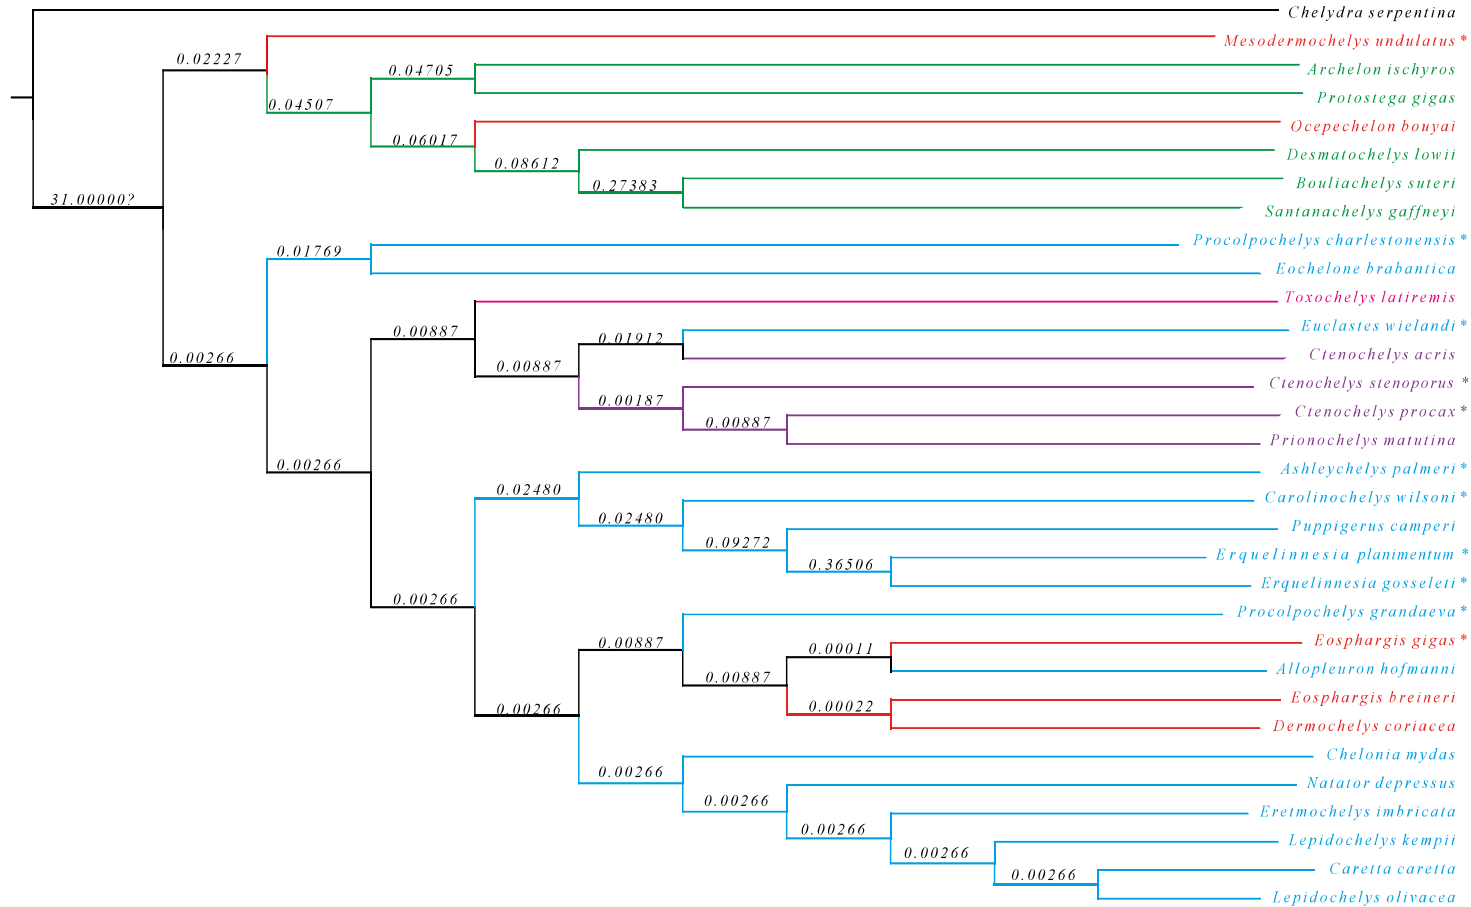 Chelydra serpentina
Mesodermochelys undulatus *
0.02227
Archelon ischyros
0.04705
Protostega gigas
0.04507
Ocepechelon bouyai
0.06017
Desmatochelys lowii
0.08612
Bouliachelys suteri
0.27383
Santanachelys gaffneyi
31.00000?
Procolpochelys charlestonensis *
0.01769
Eochelone brabantica
Toxochelys latiremis
0.00887
Euclastes wielandi *
0.01912
Ctenochelys acris
0.00266
0.00887
Ctenochelys stenoporus *
0.00187
Ctenochelys procax *
0.00887
Prionochelys matutina
0.00266
Ashleychelys palmeri *
0.02480
Carolinochelys wilsoni *
0.02480
Puppigerus camperi
0.09272
Erquelinnesia planimentum *
0.36506
Erquelinnesia gosseleti *
0.00266
Procolpochelys grandaeva *
0.00887
Eosphargis gigas *
0.00011
Allopleuron hofmanni
0.00887
Eosphargis breineri
0.00022
0.00266
Dermochelys coriacea
Chelonia mydas
0.00266
Natator depressus
0.00266
Eretmochelys imbricata
0.00266
Lepidochelys kempii
0.00266
Caretta caretta
0.00266
Lepidochelys olivacea